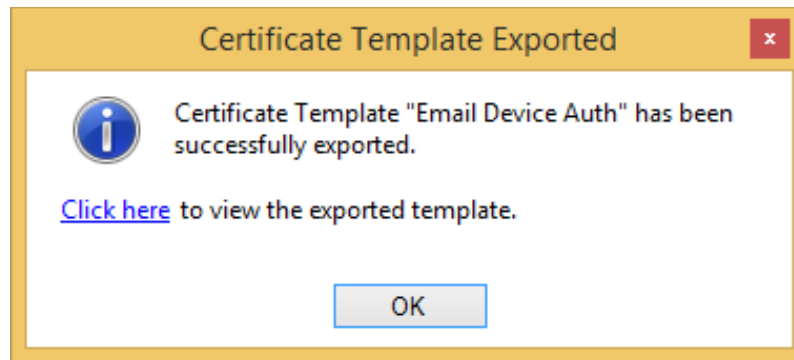 Certificate Template Exported
x
Certificate Template "Email Device Auth" has been
successfully exported.
Click here to view the exported template.
OK